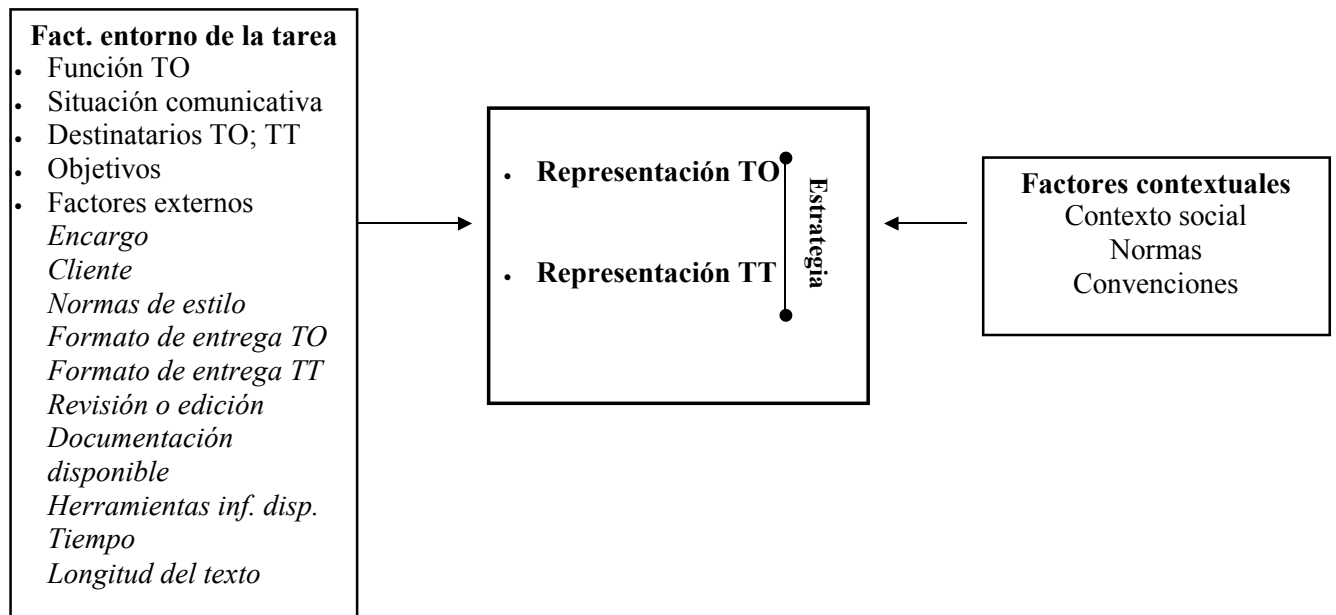 Fact. entorno de la tarea
• Función TO
• Situación comunicativa
• Destinatarios TO; TT
• Objetivos
• Factores externos
Encargo
Cliente
Normas de estilo
Formato de entrega TO
Formato de entrega TT
Revisión o edición
Documentación
disponible
Herramientas inf. disp.
Tiempo
Longitud del texto
• Representación TO
• Representación TT
Estrategia
Factores contextuales
Contexto social
Normas
Convenciones